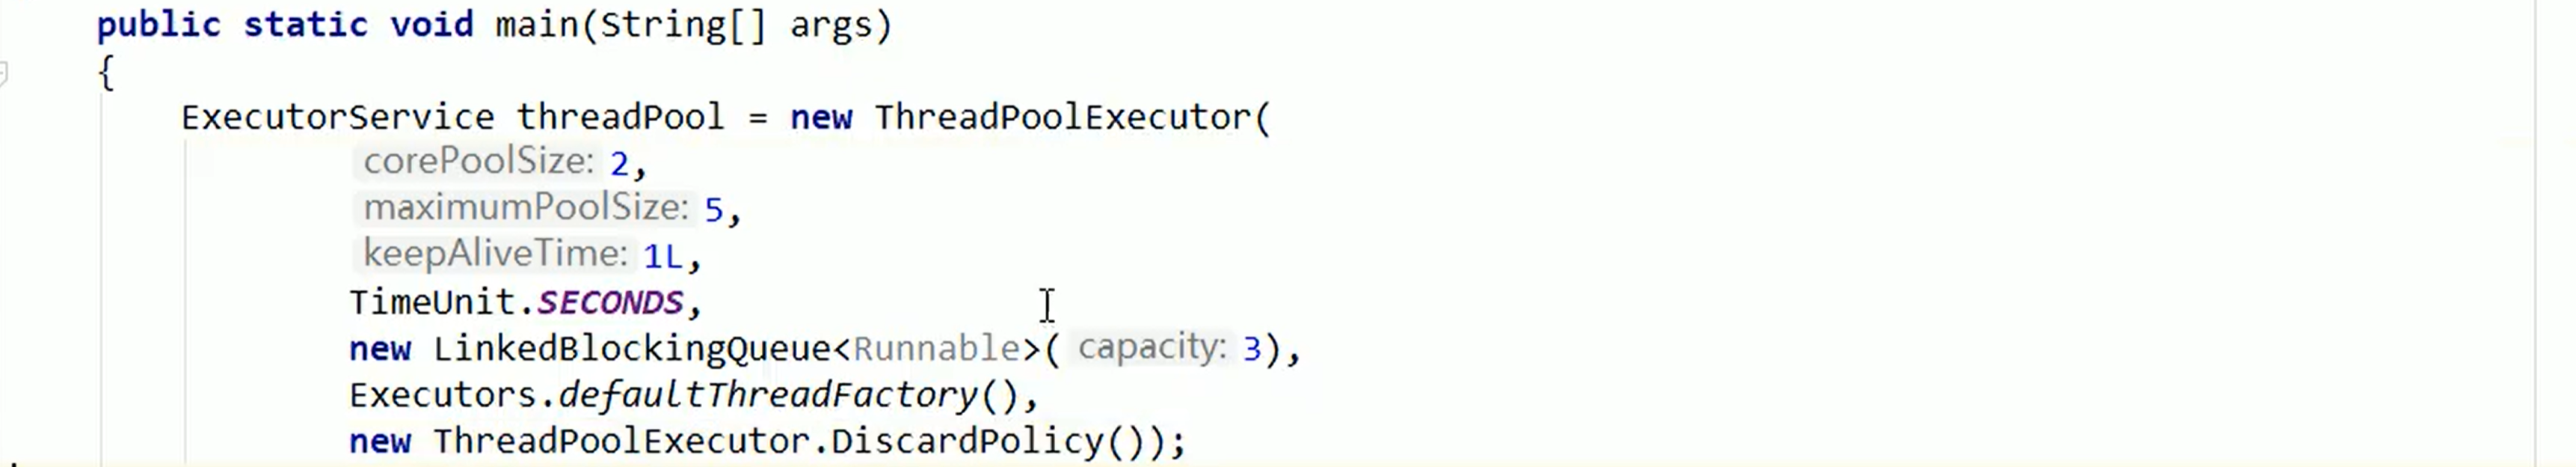 public static void main(String[] args)
{
ExecutorService threadPool = new ThreadPoolExecutor(
corePoolSize: 2,
maximumPoolSize: 5,
keepAliveTime: 1L,
TimeUnit.SECONDS,
new LinkedBlockingQueue<Runnable>( capacity: 3),
Executors.defaultThreadFactory(),
new ThreadPoolExecutor.DiscardPolicy());